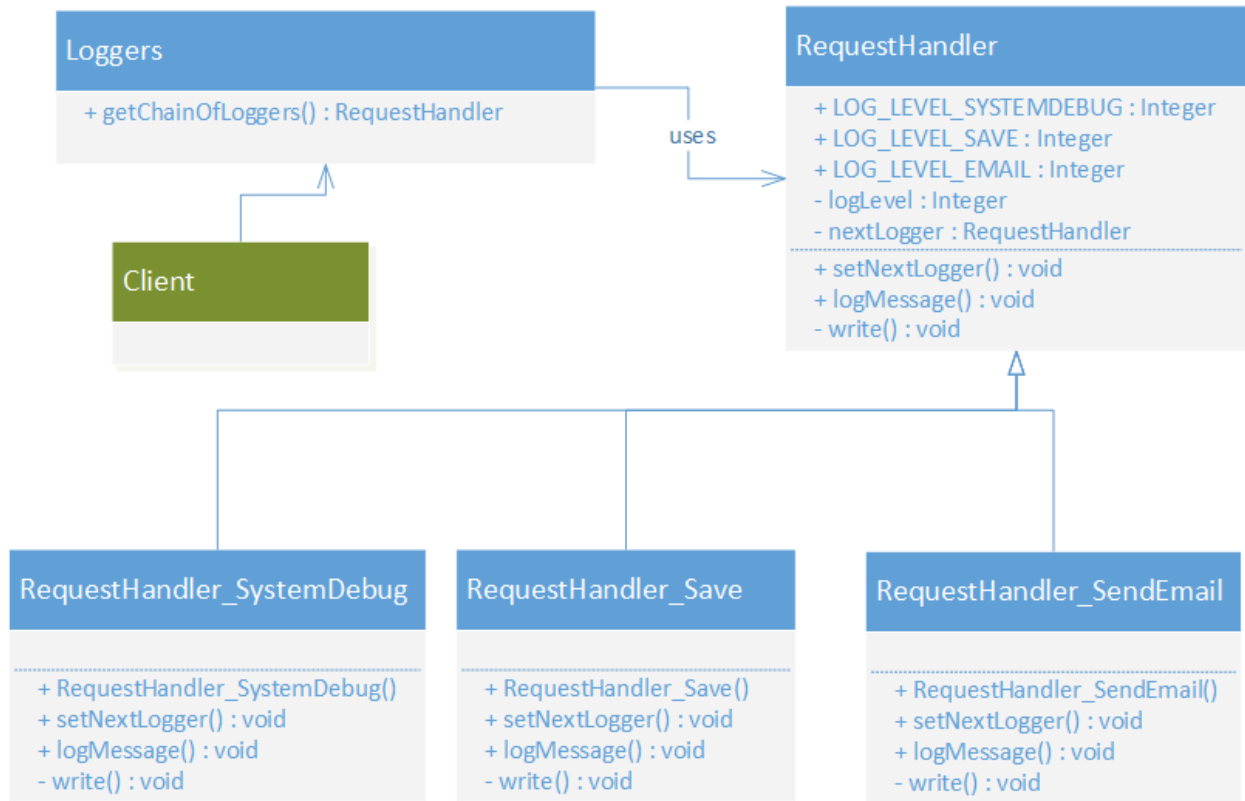 Loggers
+ getChainOfLoggers() : RequestHandler
uses
RequestHandler
+ LOG_LEVEL_SYSTEMDEBUG : Integer
+ LOG_LEVEL_SAVE : Integer
+ LOG_LEVEL_EMAIL : Integer
- logLevel : Integer
- nextLogger : RequestHandler
+ setNextLogger() : void
+ logMessage() : void
- write() : void
Client
RequestHandler_SystemDebug
+ RequestHandler_SystemDebug()
+ setNextLogger() : void
+ logMessage() : void
- write() : void
RequestHandler_Save
+ RequestHandler_Save()
+ setNextLogger() : void
+ logMessage() : void
- write() : void
RequestHandler_SendEmail
+ RequestHandler_SendEmail()
+ setNextLogger() : void
+ logMessage() : void
- write() : void